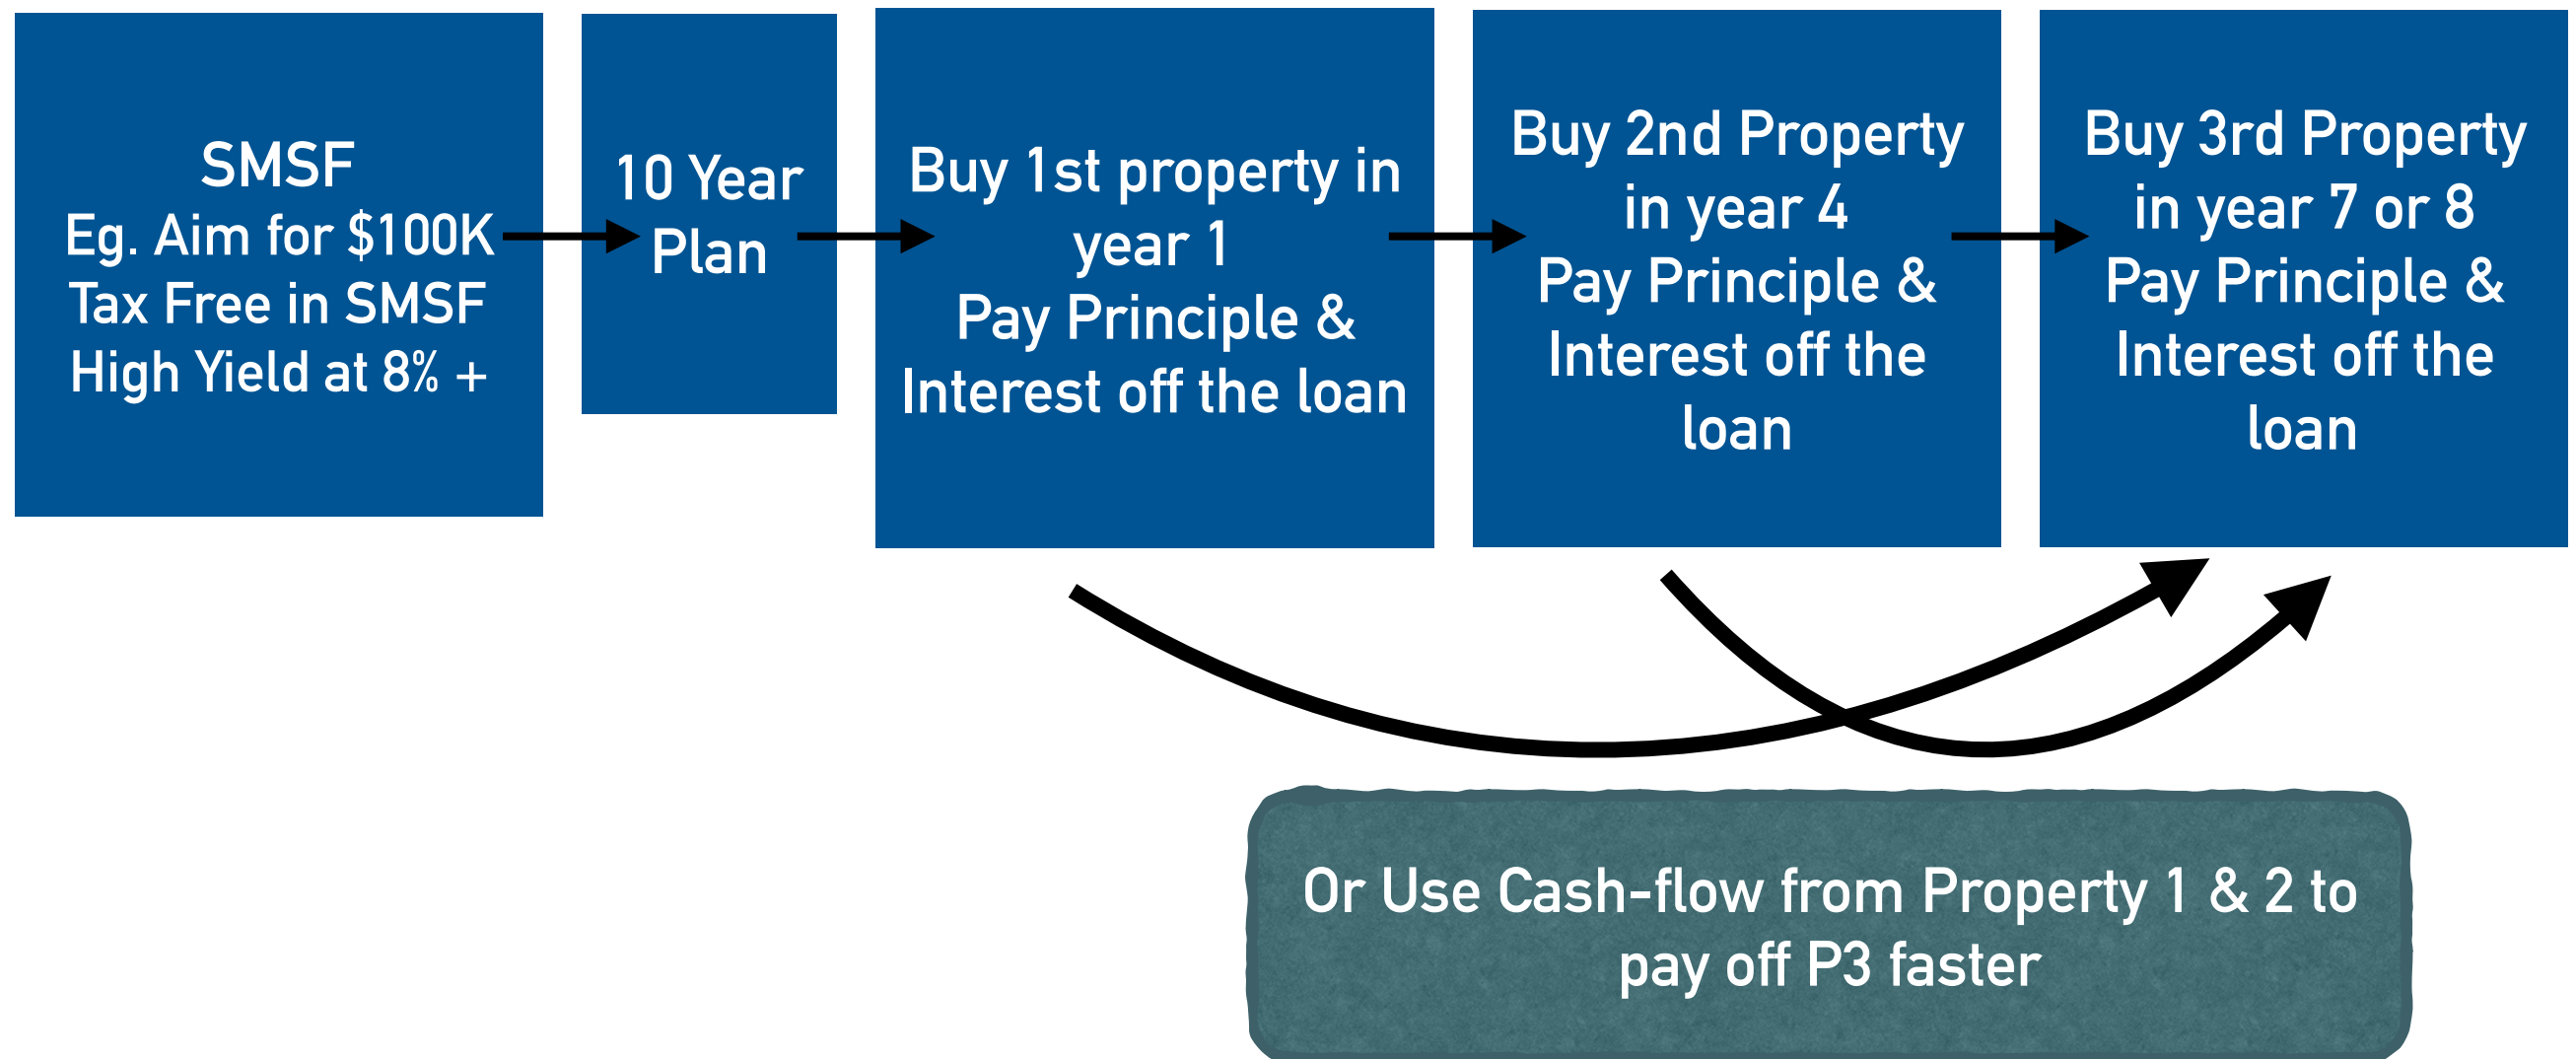 SMSF
Eg. Aim for $100K
Tax Free in SMSF
High Yield at 8% +
10 Year
Plan
Buy 1st property in
year 1
Pay Principle &
Interest off the loan
Buy 2nd Property
in year 4
Pay Principle &
Interest off the
loan
Buy 3rd Property
in year 7 or 8
Pay Principle &
Interest off the
loan
Or Use Cash-flow from Property 1 & 2 to
pay off P3 faster